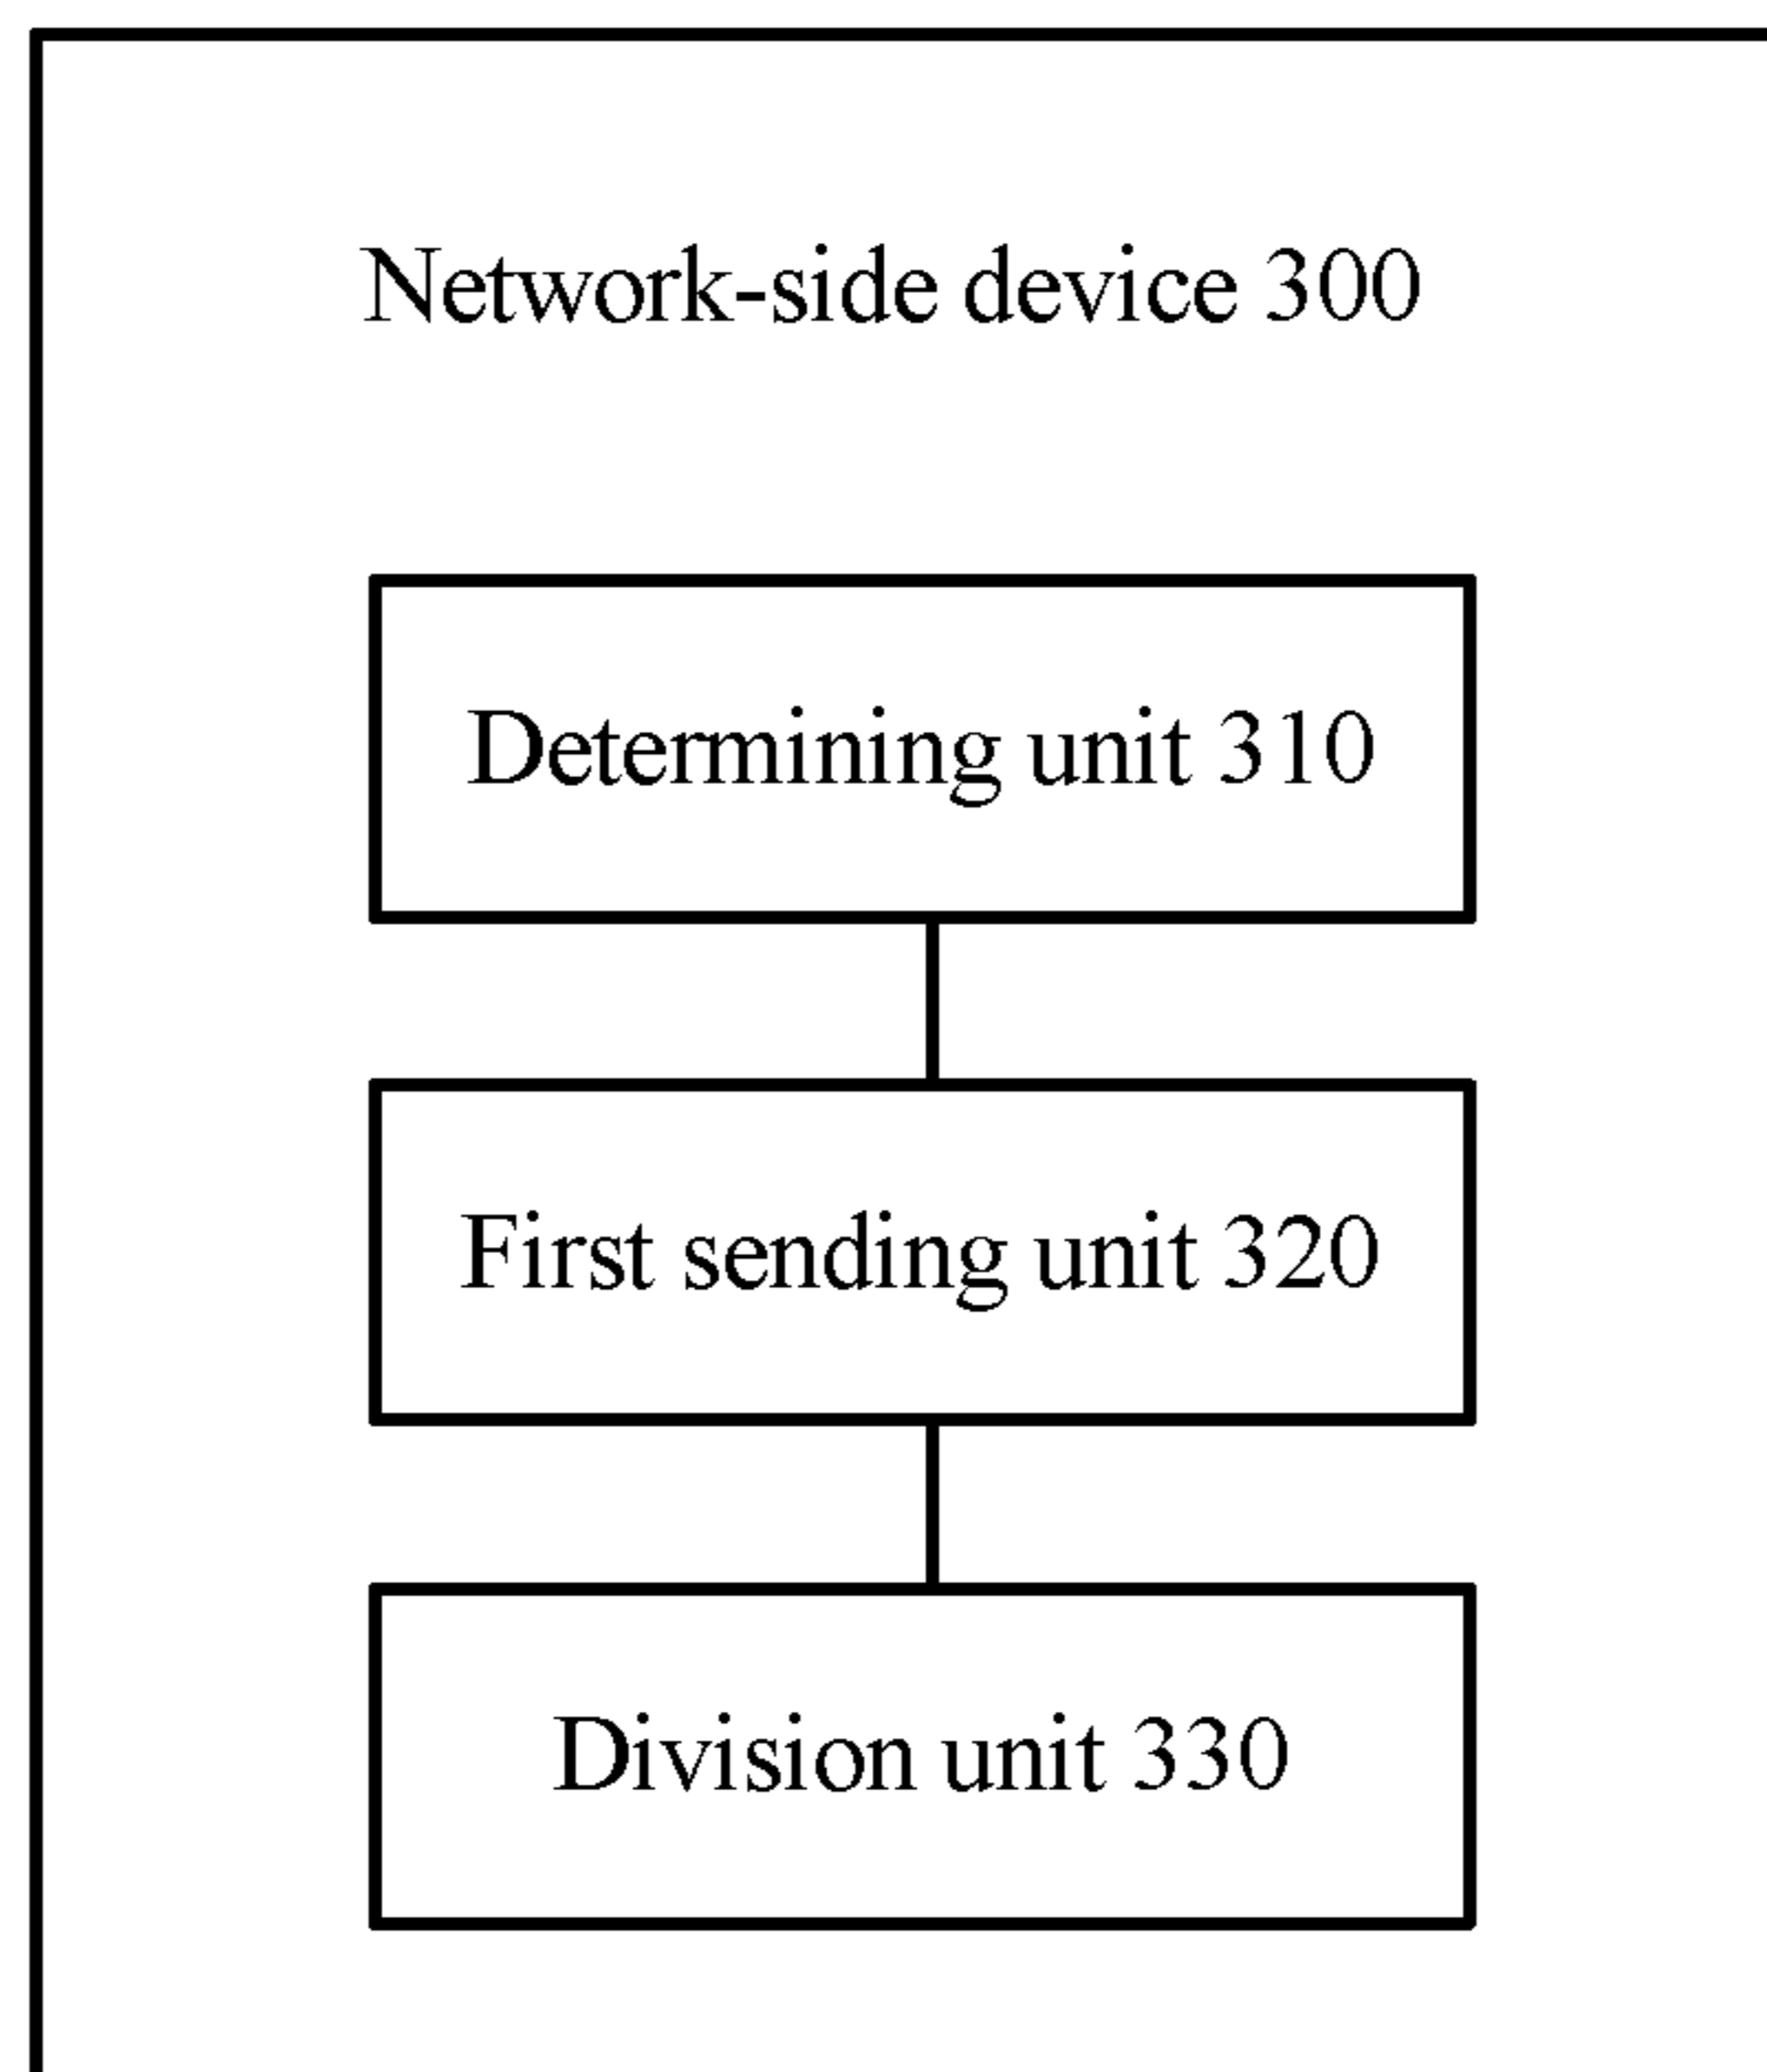 Network-side device 300
Determining unit 310
First sending unit 320
Division unit 330